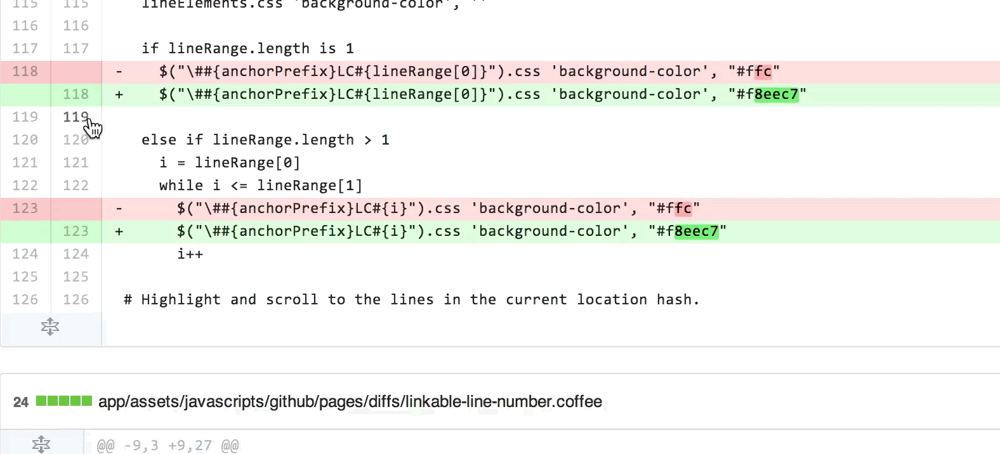 115 115 lineElements.css 'background-color', ''
116 116
117 117 if lineRange.length is 1
118 - $("\##{anchorPrefix}LC#{lineRange[0]}").css 'background-color', "#ffc"
118 + $("\##{anchorPrefix}LC#{lineRange[0]}").css 'background-color', "#f8eec7"
119 119
120 120 else if lineRange.length > 1
121 121 i = lineRange[0]
122 122 while i <= lineRange[1]
123 - $("\##{anchorPrefix}LC#{i}").css 'background-color', "#ffc"
123 + $("\##{anchorPrefix}LC#{i}").css 'background-color', "#f8eec7"
124 124 i++
125 125
126 126 # Highlight and scroll to the lines in the current location hash.
24 app/assets/javascripts/github/pages/diffs/linkable-line-number.coffee
@@ -9,3 +9,27 @@